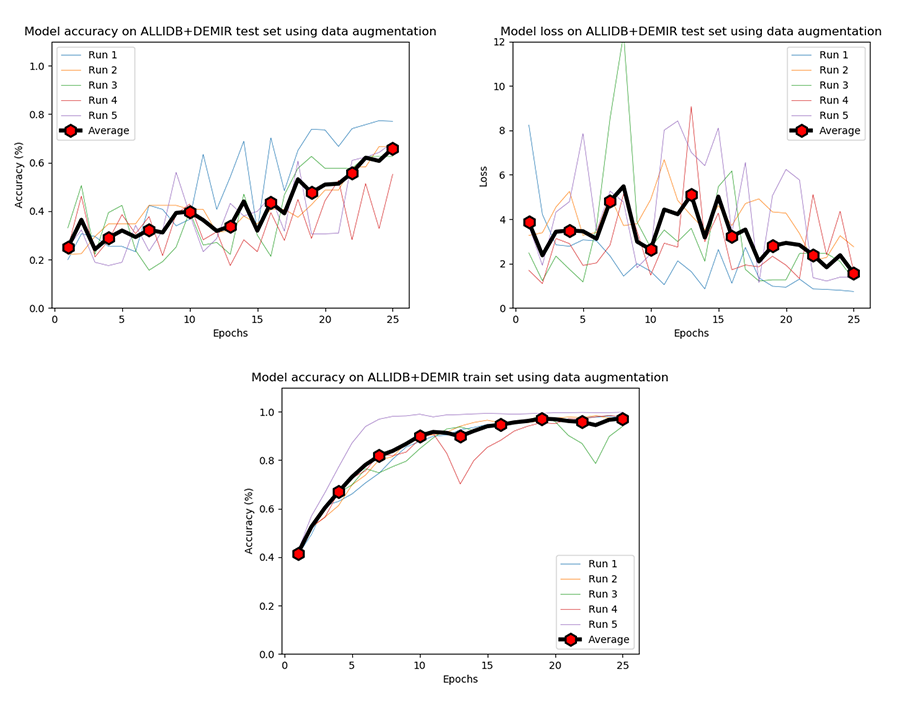 Model accuracy on ALLIDB+DEMIR test set using data augmentation
Accuracy (%)
1.0
0.8
0.6
0.4
0.2
0.0
Run 1
Run 2
Run 3
Run 4
Run 5
Average
0 5 10 15 20 25
Epochs
Model loss on ALLIDB+DEMIR test set using data augmentation
Loss
12
10
8
6
4
2
0
Run 1
Run 2
Run 3
Run 4
Run 5
Average
0 5 10 15 20 25
Epochs
Model accuracy on ALLIDB+DEMIR train set using data augmentation
Accuracy (%)
1.0
0.8
0.6
0.4
0.2
0.0
Run 1
Run 2
Run 3
Run 4
Run 5
Average
0 5 10 15 20 25
Epochs